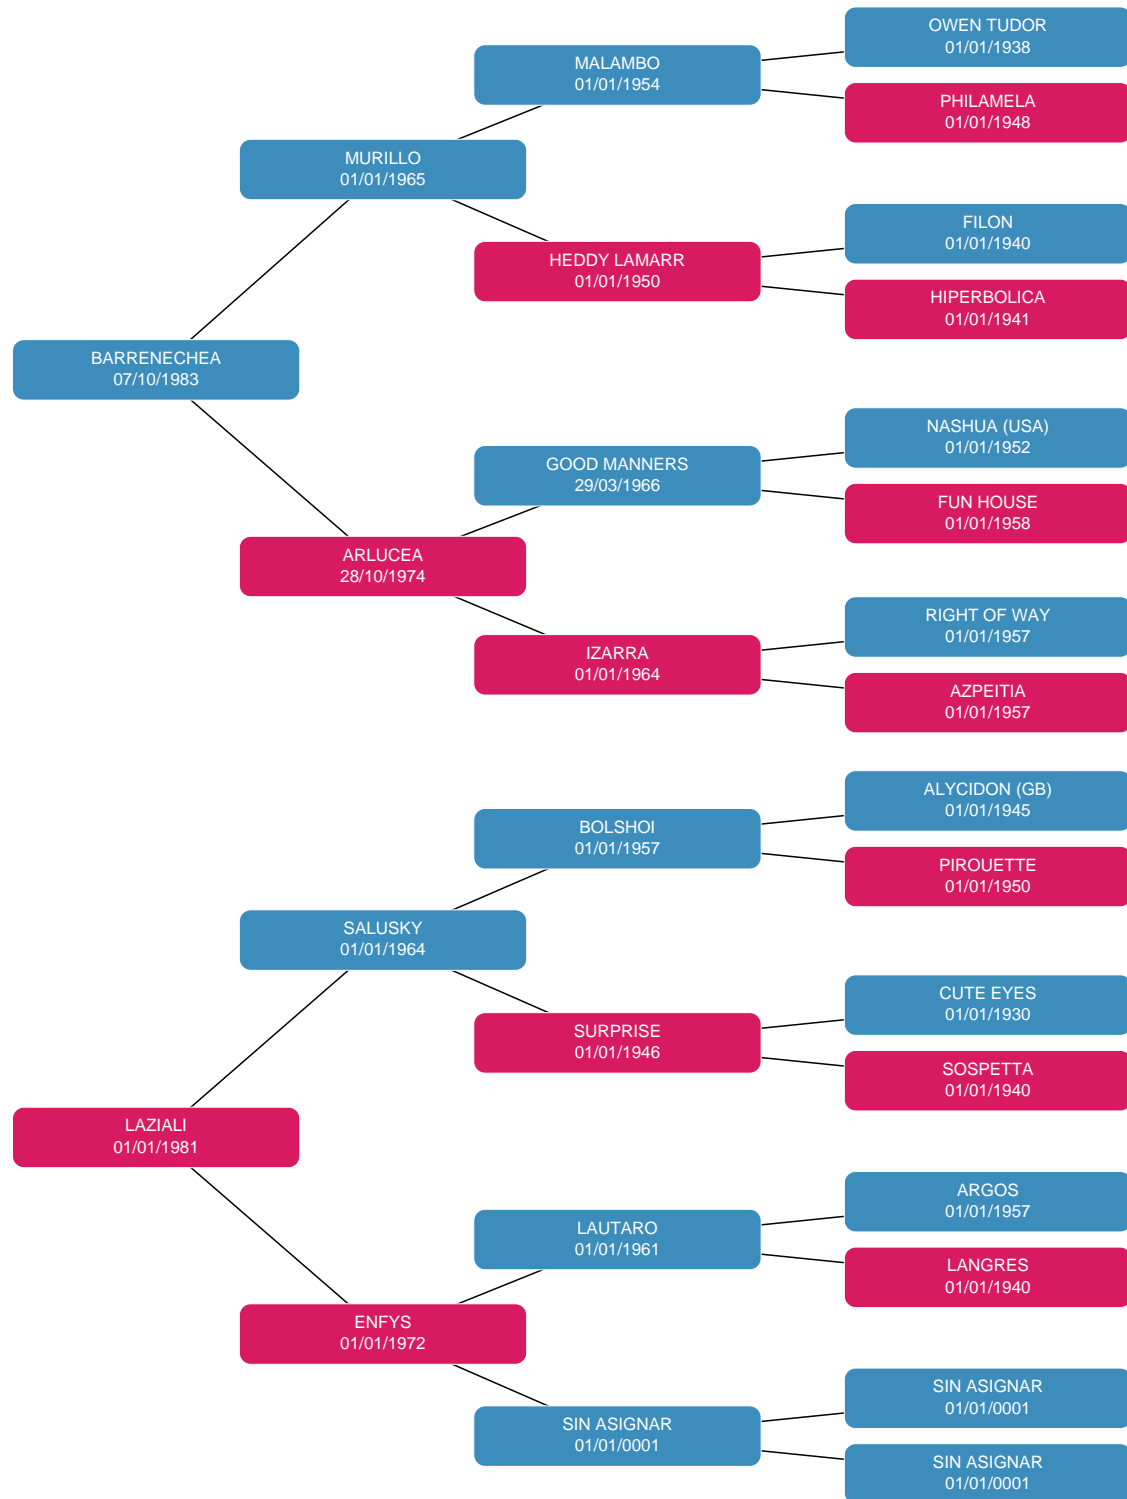 OWEN TUDOR
01/01/1938
MALAMBO
01/01/1954
PHILAMELA
01/01/1948
MURILLO
01/01/1965
FILON
01/01/1940
HEDDY LAMARR
01/01/1950
HIPERBOLICA
01/01/1941
BARRENECHEA
07/10/1983
NASHUA (USA)
01/01/1952
GOOD MANNERS
29/03/1966
FUN HOUSE
01/01/1958
ARLUCEA
28/10/1974
RIGHT OF WAY
01/01/1957
IZARRA
01/01/1964
AZPEITIA
01/01/1957
ALYCIDON (GB)
01/01/1945
BOLSHOI
01/01/1957
PIROUETTE
01/01/1950
SALUSKY
01/01/1964
CUTE EYES
01/01/1930
SURPRISE
01/01/1946
SOSPETTA
01/01/1940
LAZIALI
01/01/1981
ARGOS
01/01/1957
LAUTARO
01/01/1961
LANGRES
01/01/1940
ENFYS
01/01/1972
SIN ASIGNAR
01/01/0001
SIN ASIGNAR
01/01/0001
SIN ASIGNAR
01/01/0001